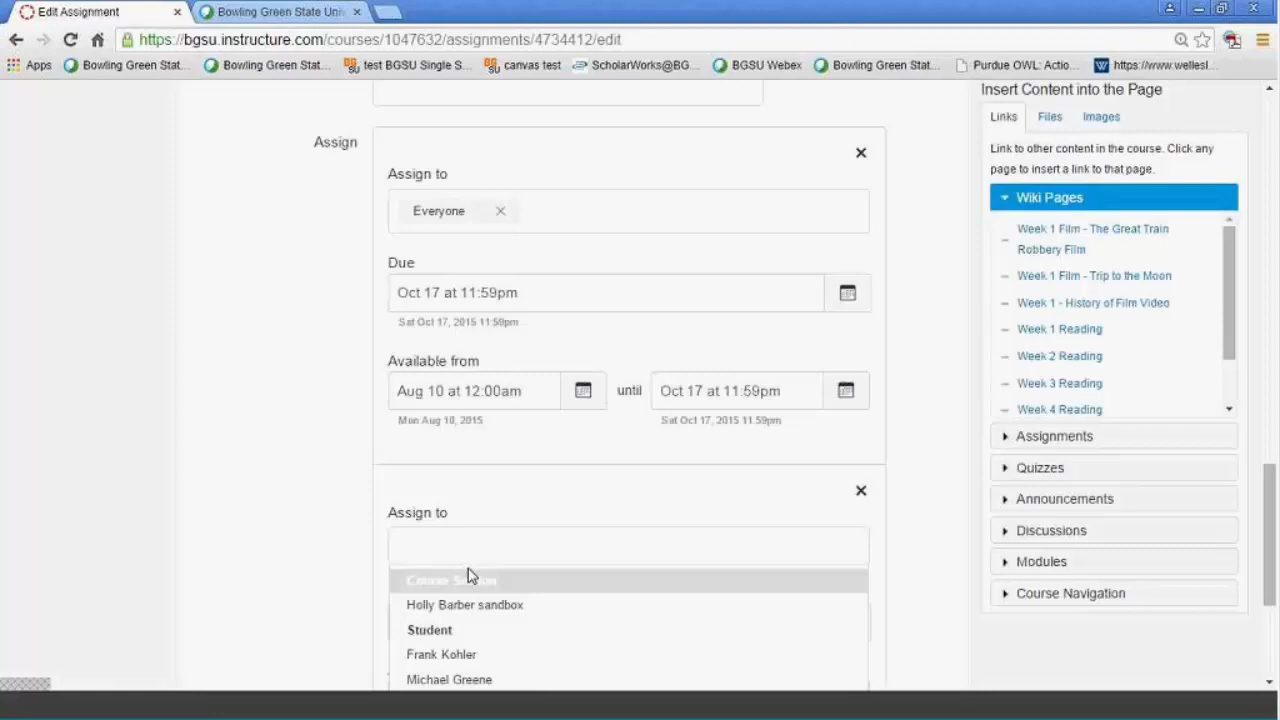 Edit Assignment
Bowling Green State Uni
https://bgsu.instructure.com/courses/1047632/assignments/4734412/edit
Apps Bowling Green Stat... Bowling Green Stat... test BGSU Single S... canvas test ScholarWorks@BG... BGSU Webex Bowling Green Stat... Purdue OWL: Actio... https://www.wellesl...
Assign
Assign to
Everyone
Due
Oct 17 at 11:59pm
Sat Oct 17, 2015 11:59pm
Available from
Aug 10 at 12:00am until Oct 17 at 11:59pm
Mon Aug 10, 2015 Sat Oct 17, 2015 11:59pm
Assign to
Course
Holly Barber sandbox
Student
Frank Kohler
Michael Greene
Insert Content into the Page
Links Files Images
Link to other content in the course. Click any
page to insert a link to that page.
Wiki Pages
Week 1 Film - The Great Train
Robbery Film
Week 1 Film - Trip to the Moon
Week 1 - History of Film Video
Week 1 Reading
Week 2 Reading
Week 3 Reading
Week 4 Reading
Assignments
Quizzes
Announcements
Discussions
Modules
Course Navigation